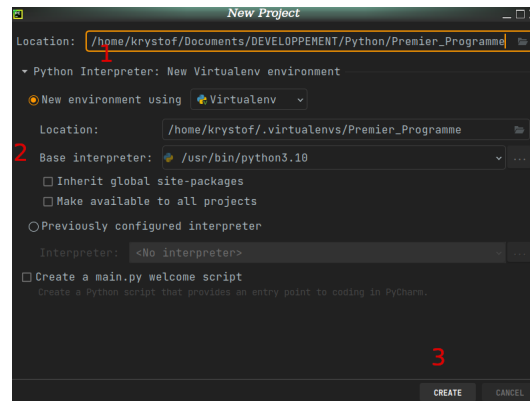 New Project
Location: /home/krystof/Documents/DEVELOPPEMENT/Python/Premier_Programme
1
Python Interpreter: New Virtualenv environment
New environment using Virtualenv
Location: /home/krystof/.virtualenvs/Premier_Programme
2 Base interpreter: /usr/bin/python3.10 ...
Inherit global site-packages
Make available to all projects
Previously configured interpreter
Interpreter: <No interpreter> ...
Create a main.py welcome script
Create a Python script that provides an entry point to coding in PyCharm.
3
CREATE CANCEL